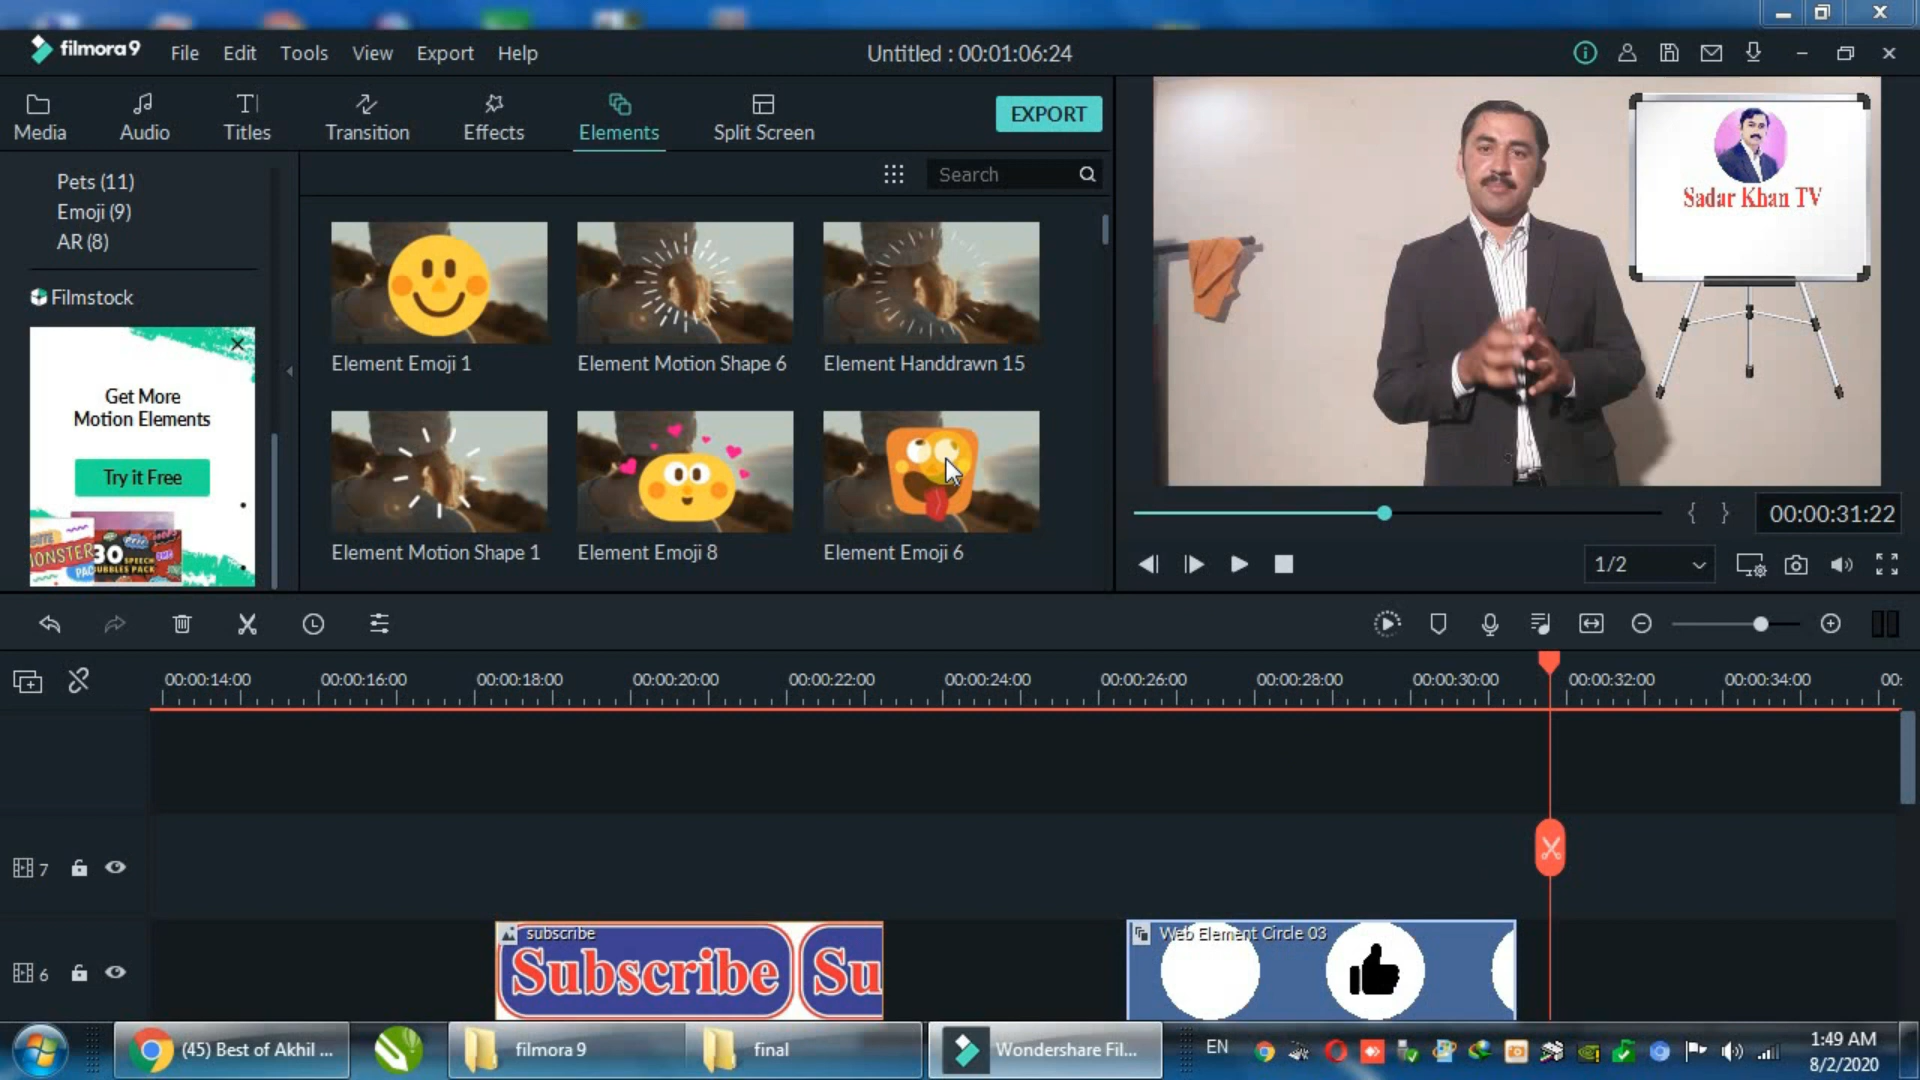 filmora9 File Edit Tools View Export Help Untitled : 00:01:06:24
Media Audio Titles Transition Effects Elements Split Screen EXPORT
Search
Pets (11)
Emoji (9)
AR (8)
Filmstock
Get More
Motion Elements
Try it Free
MONSTER
30
SPEECH
BUBBLES PACK
Element Emoji 1 Element Motion Shape 6 Element Handdrawn 15
Element Motion Shape 1 Element Emoji 8 Element Emoji 6
Sadar Khan TV
{ } 00:00:31:22
1/2
00:00:14:00 00:00:16:00 00:00:18:00 00:00:20:00 00:00:22:00 00:00:24:00 00:00:26:00 00:00:28:00 00:00:30:00 00:00:32:00 00:00:34:00 00:
7
6
subscribe
Subscribe Su
Web Element Circle 03
(45) Best of Akhil ... filmora 9 final Wondershare Fil... EN
1:49 AM
8/2/2020